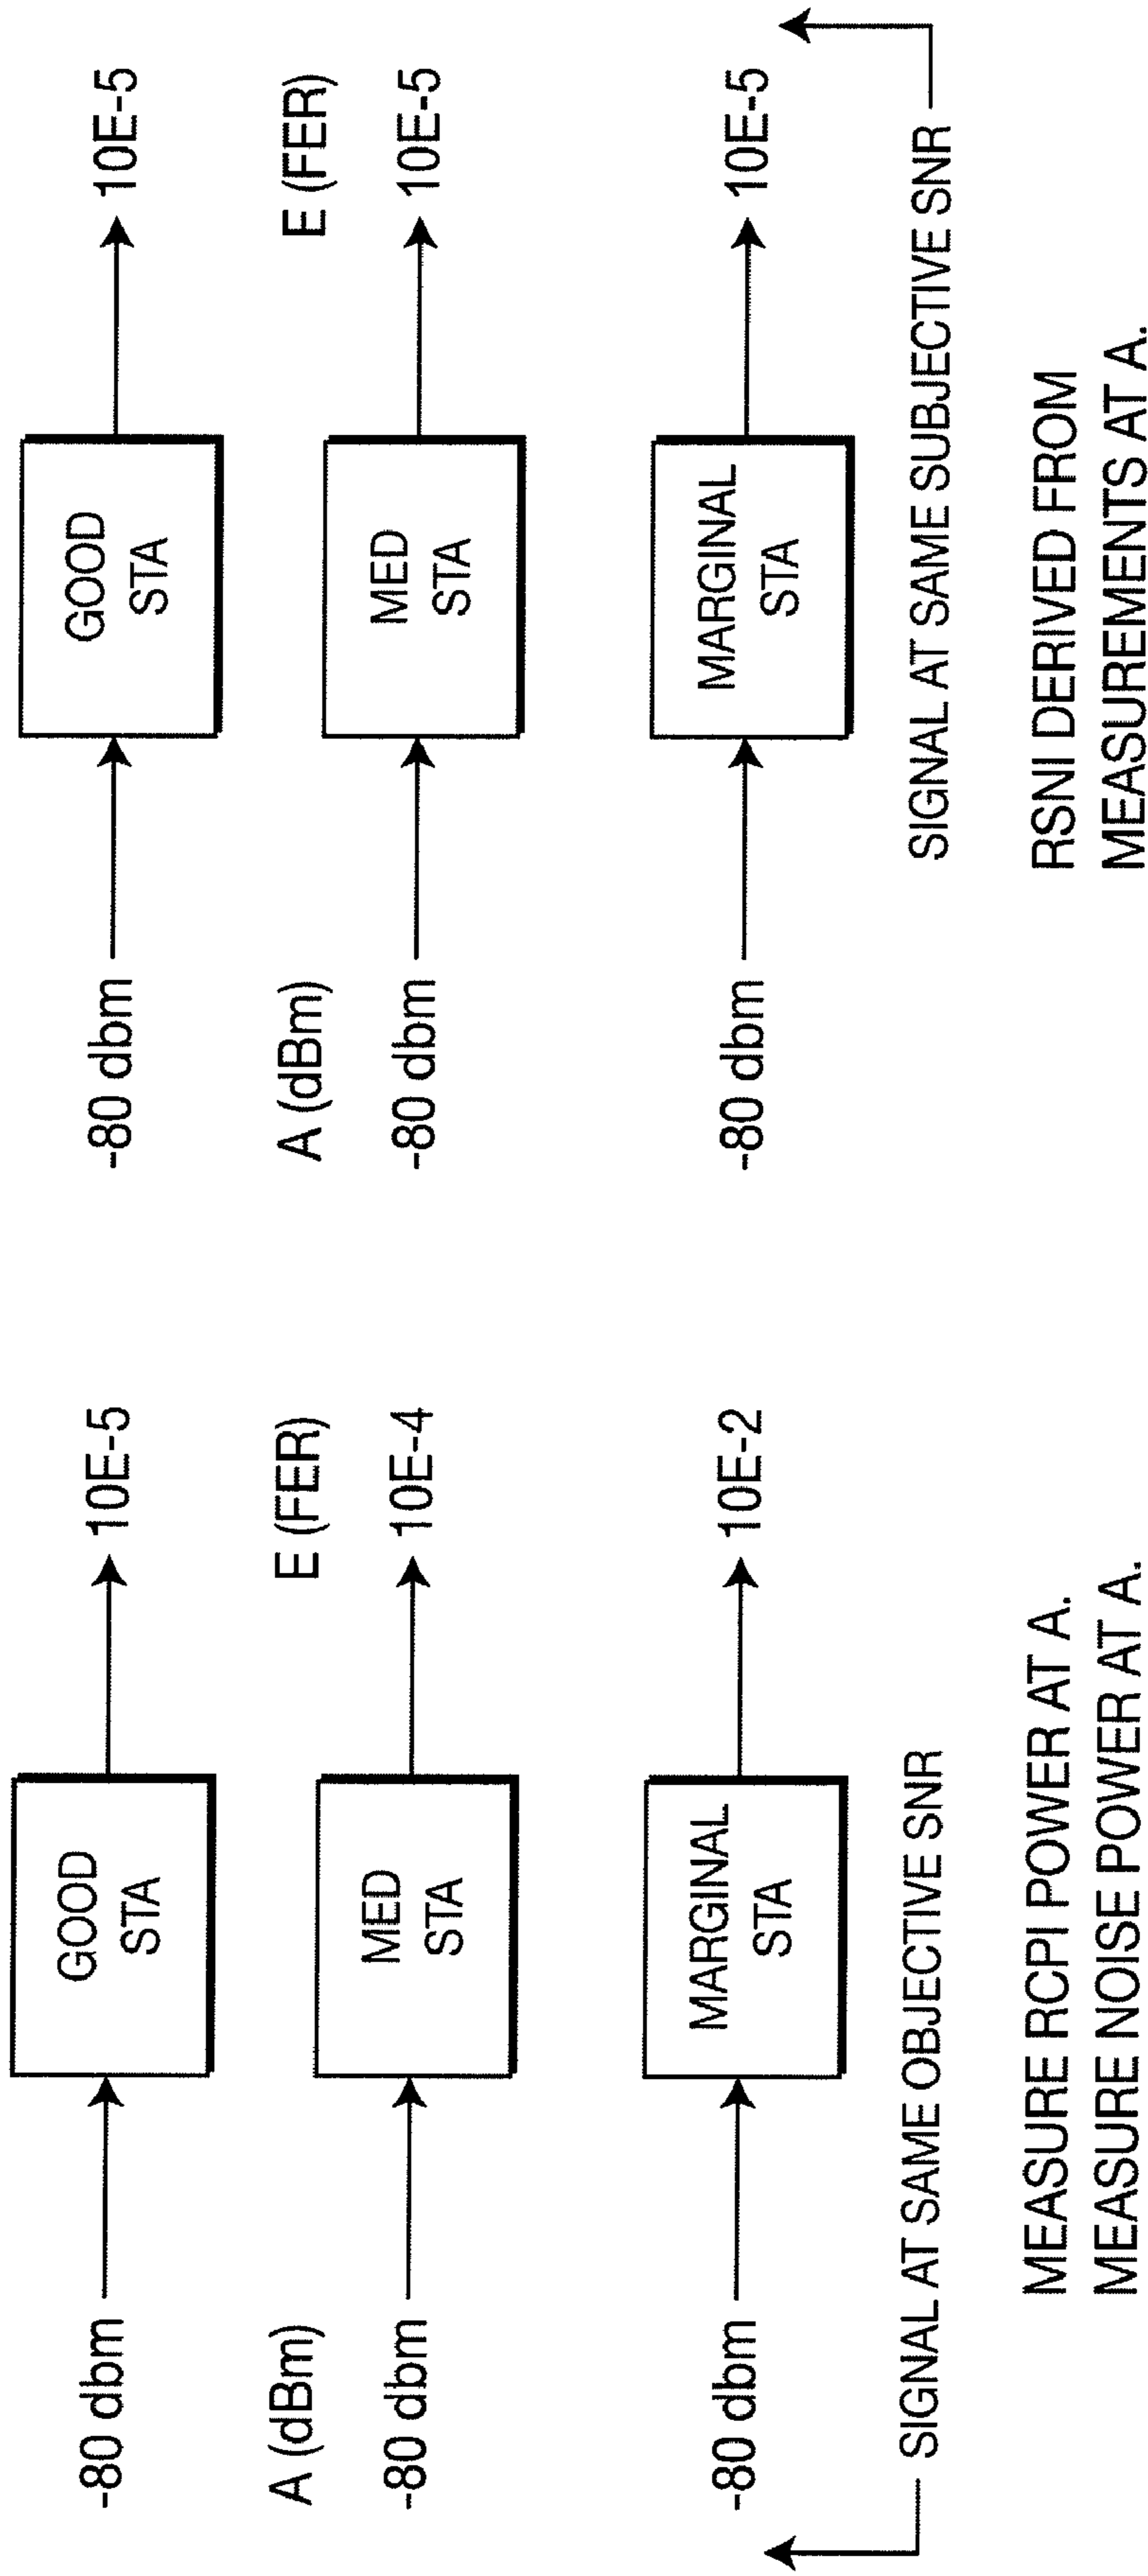 -80 dbm
GOOD
STA
10E-5
A (dBm)
E (FER)
-80 dbm
MED
STA
10E-4
-80 dbm
MARGINAL
STA
10E-2
SIGNAL AT SAME OBJECTIVE SNR
MEASURE RCPI POWER AT A.
MEASURE NOISE POWER AT A.
-80 dbm
GOOD
STA
10E-5
A (dBm)
E (FER)
-80 dbm
MED
STA
10E-5
-80 dbm
MARGINAL
STA
10E-5
SIGNAL AT SAME SUBJECTIVE SNR
RSNI DERIVED FROM
MEASUREMENTS AT A.